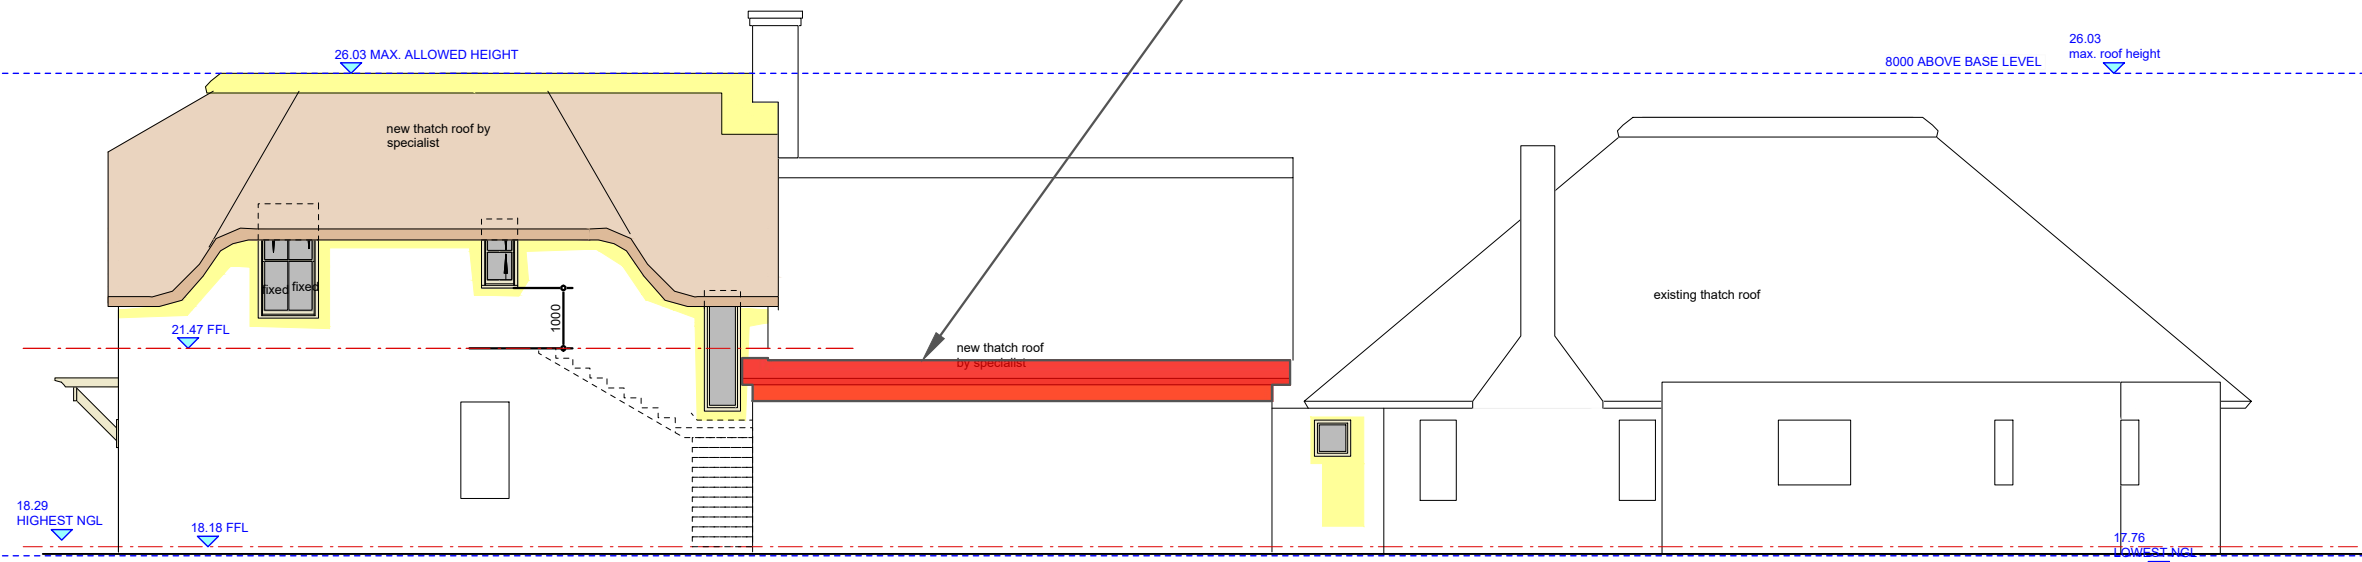 26.03 MAX. ALLOWED HEIGHT
8000 ABOVE BASE LEVEL
26.03
max. roof height
new thatch roof by
specialist
fixed
fixed
1000
existing thatch roof
21.47 FFL
new thatch roof
by specialist
18.29
HIGHEST NGL
18.18 FFL
17.76
LOWEST NGL